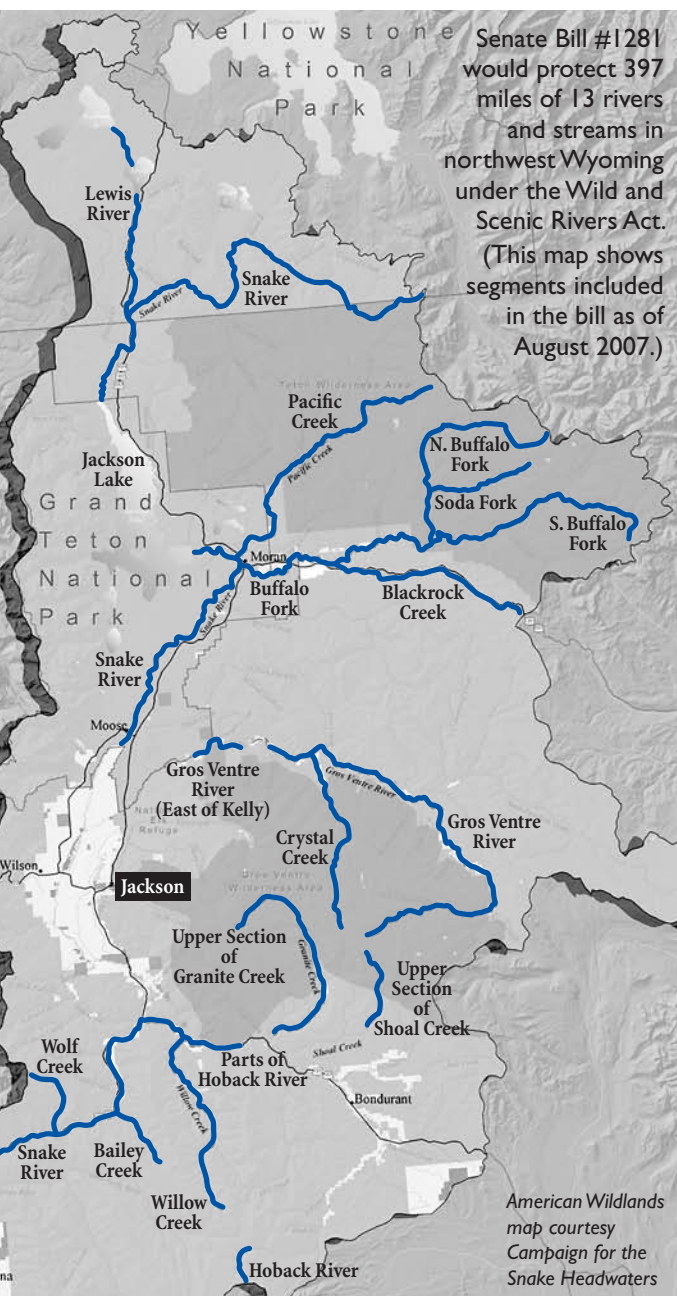 Yellowstone
National
Park
Senate Bill #1281
would protect 397
miles of 13 rivers
and streams in
northwest Wyoming
under the Wild and
Scenic Rivers Act.
(This map shows
segments included
in the bill as of
August 2007.)
Lewis
River
Snake
River
Snake River
Teton Wilderness Area
Pacific
Creek
Pacific Creek
N. Buffalo
Fork
Soda Fork
S. Buffalo
Fork
Jackson
Lake
Grand
Teton
National
Park
Moran
Buffalo
Fork
Blackrock
Creek
Snake River
Snake
River
Moose
Gros Ventre
River
(East of Kelly)
Gros Ventre River
Gros Ventre
River
Crystal
Creek
National
Elk
Refuge
Wilson
Jackson
Gros Ventre
Wilderness Area
Upper Section
of
Granite Creek
Granite Creek
Upper
Section
of
Shoal Creek
Shoal Creek
Parts of
Hoback River
Wolf
Creek
Willow Creek
Bondurant
Snake
River
Bailey
Creek
Willow
Creek
Hoback River
American Wildlands
map courtesy
Campaign for the
Snake Headwaters